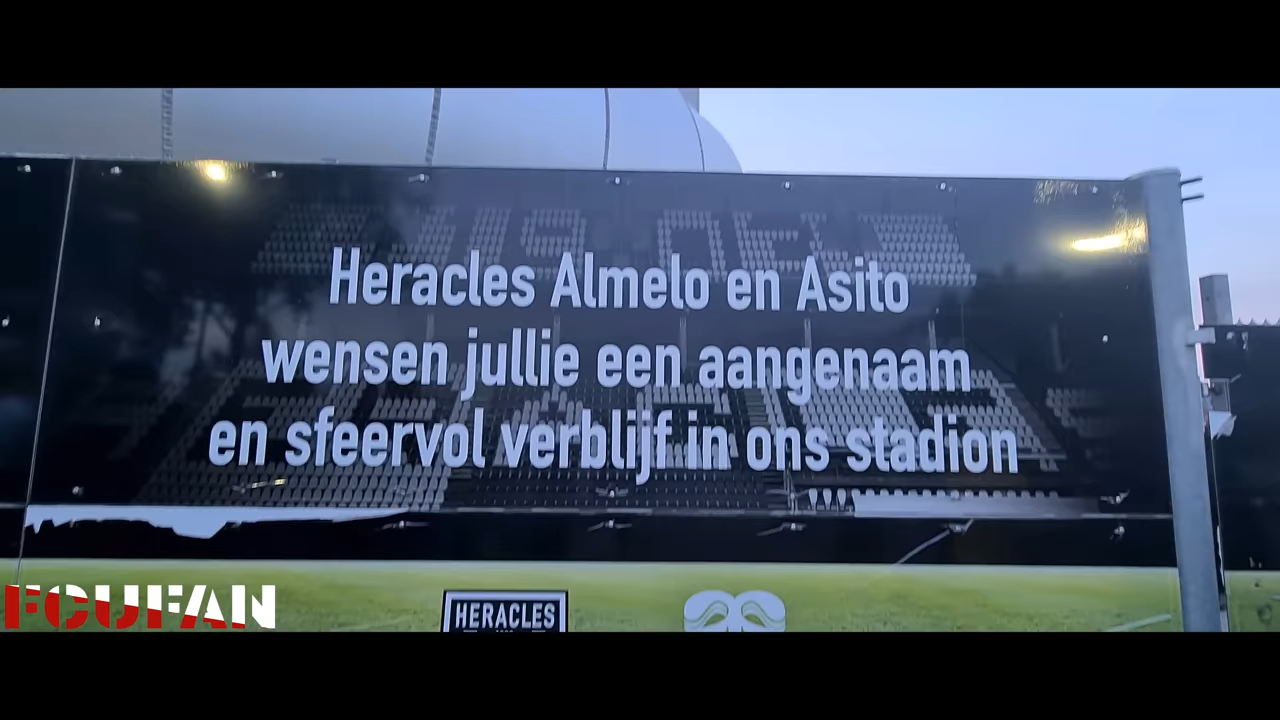 Heracles Almelo en Asito
wensen jullie een aangenaam
en sfeervol verblijf in ons stadion
HERACLES
FCUFAN